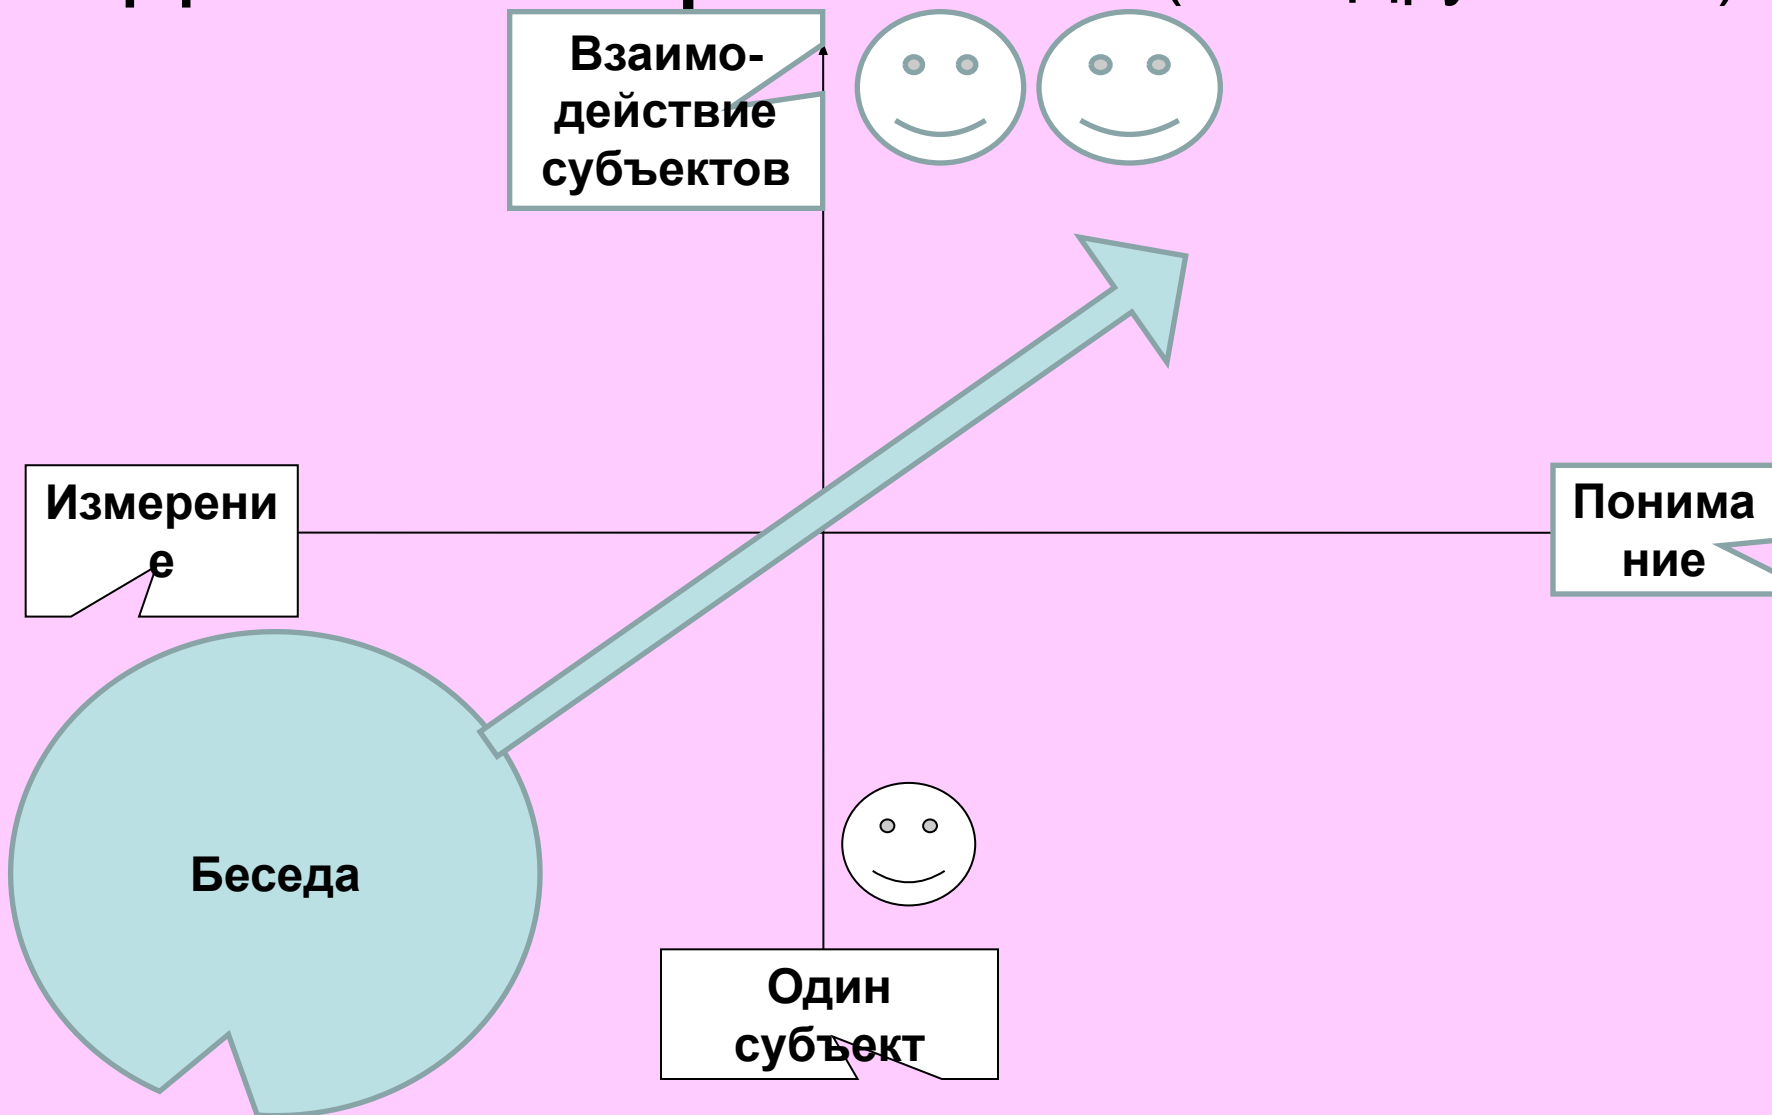 Взаимо-
действие
субъектов
Измерени
е
Понима
ние
Беседа
Один
субъект